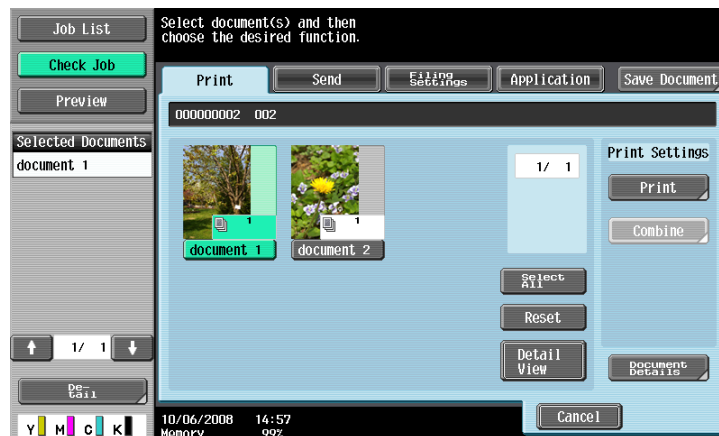 Job List
Check Job
Preview
Selected Documents
document 1
1/ 1
De-
tail
Y M C K
Select document(s) and then
choose the desired function.
Print
Send
Filing
Settings
Application
Save Document
000000002 002
1
document 1
1
document 2
1/ 1
Select
All
Reset
Detail
View
Print Settings
Print
Combine
Document
Details
Cancel
10/06/2008 14:57
Memory 99%